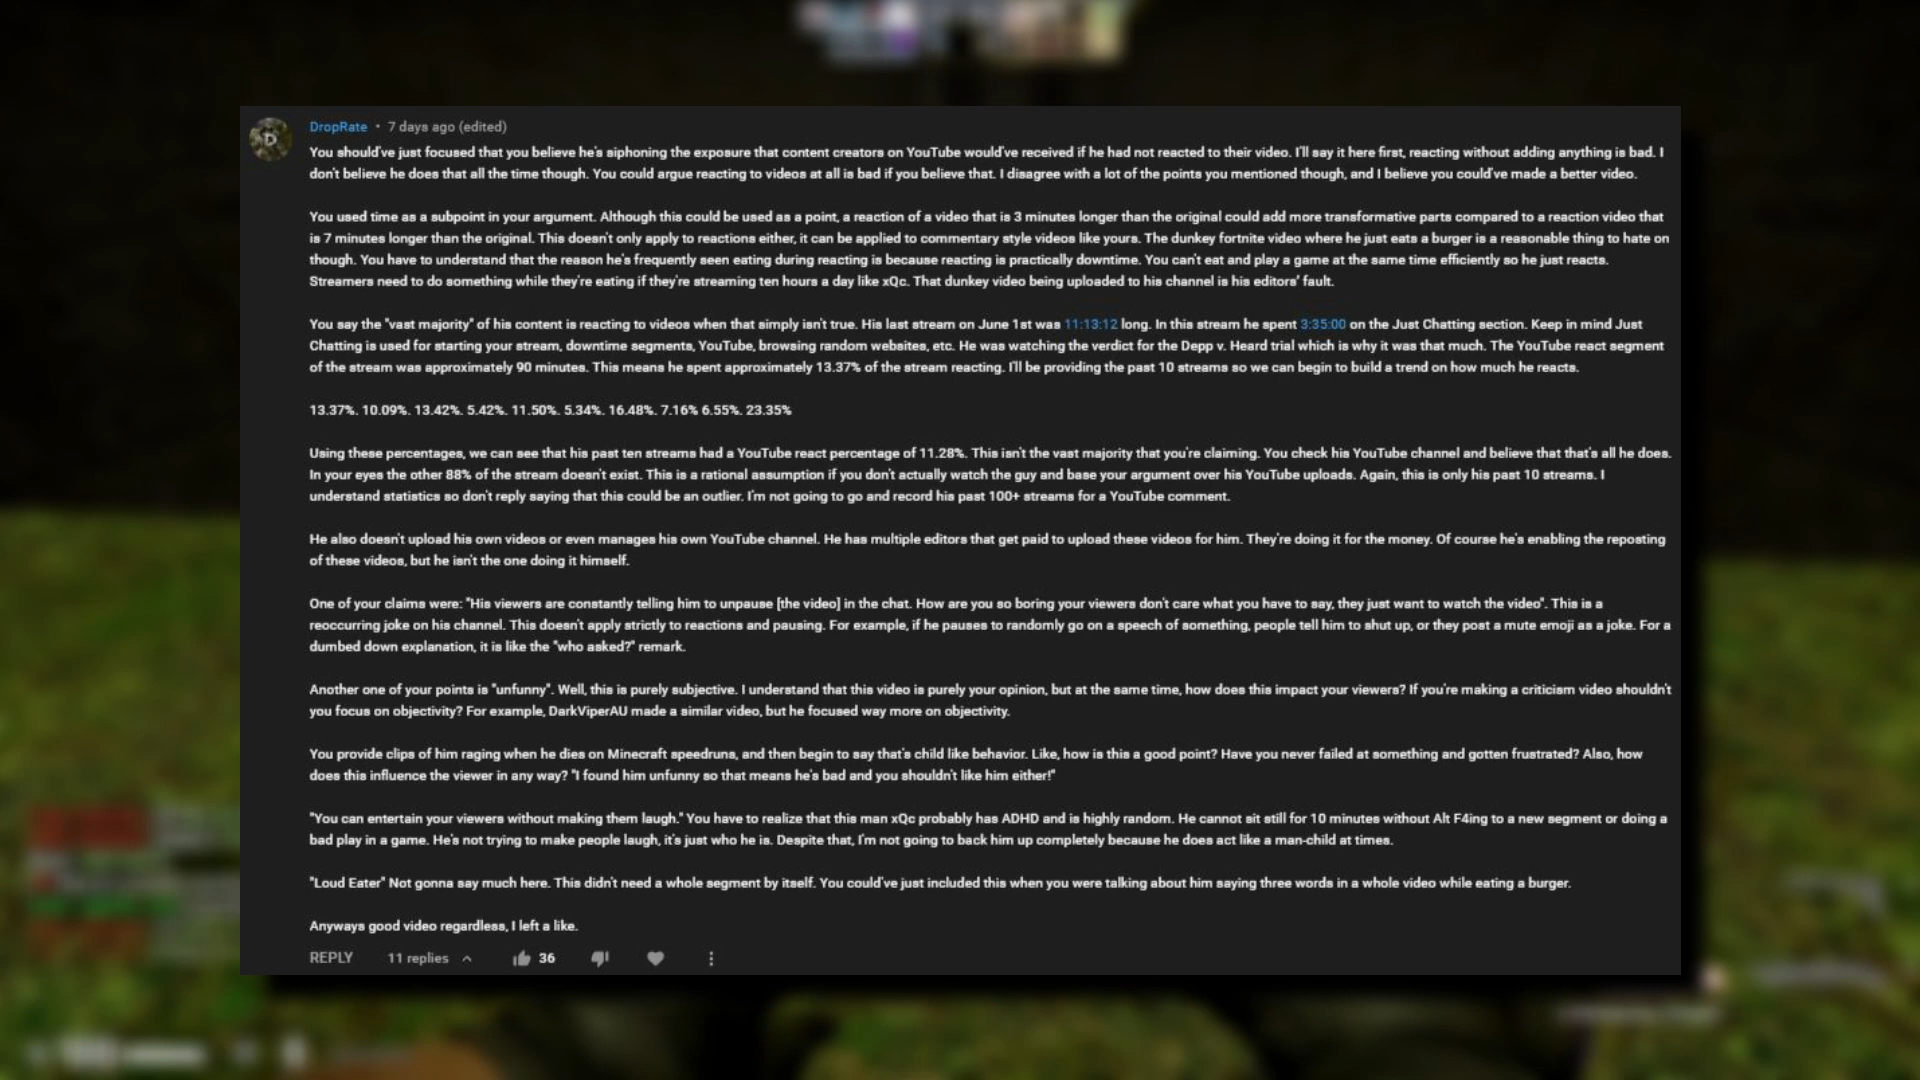 DropRate • 7 days ago (edited)
You should've just focused that you believe he's siphoning the exposure that content creators on YouTube would've received if he had not reacted to their video. I'll say it here first, reacting without adding anything is bad. I
don't believe he does that all the time though. You could argue reacting to videos at all is bad if you believe that. I disagree with a lot of the points you mentioned though, and I believe you could've made a better video.
You used time as a subpoint in your argument. Although this could be used as a point, a reaction of a video that is 3 minutes longer than the original could add more transformative parts compared to a reaction video that
is 7 minutes longer than the original. This doesn't only apply to reactions either, it can be applied to commentary style videos like yours. The dunkey fortnite video where he just eats a burger is a reasonable thing to hate on
though. You have to understand that the reason he's frequently seen eating during reacting is because reacting is practically downtime. You can't eat and play a game at the same time efficiently so he just reacts.
Streamers need to do something while they're eating if they're streaming ten hours a day like xQc. That dunkey video being uploaded to his channel is his editors' fault.
You say the "vast majority" of his content is reacting to videos when that simply isn't true. His last stream on June 1st was 11:13:12 long. In this stream he spent 3:35:00 on the Just Chatting section. Keep in mind Just
Chatting is used for starting your stream, downtime segments, YouTube, browsing random websites, etc. He was watching the verdict for the Depp v. Heard trial which is why it was that much. The YouTube react segment
of the stream was approximately 90 minutes. This means he spent approximately 13.37% of the stream reacting. I'll be providing the past 10 streams so we can begin to build a trend on how much he reacts.
13.37%. 10.09%. 13.42%. 5.42%. 11.50%. 5.34%. 16.48%. 7.16% 6.55%. 23.35%
Using these percentages, we can see that his past ten streams had a YouTube react percentage of 11.28%. This isn't the vast majority that you're claiming. You check his YouTube channel and believe that that's all he does.
In your eyes the other 88% of the stream doesn't exist. This is a rational assumption if you don't actually watch the guy and base your argument over his YouTube uploads. Again, this is only his past 10 streams. I
understand statistics so don't reply saying that this could be an outlier. I'm not going to go and record his past 100+ streams for a YouTube comment.
He also doesn't upload his own videos or even manages his own YouTube channel. He has multiple editors that get paid to upload these videos for him. They're doing it for the money. Of course he's enabling the reposting
of these videos, but he isn't the one doing it himself.
One of your claims were: "His viewers are constantly telling him to unpause [the video] in the chat. How are you so boring your viewers don't care what you have to say, they just want to watch the video". This is a
reoccurring joke on his channel. This doesn't apply strictly to reactions and pausing. For example, if he pauses to randomly go on a speech of something, people tell him to shut up, or they post a mute emoji as a joke. For a
dumbed down explanation, it is like the "who asked?" remark.
Another one of your points is "unfunny". Well, this is purely subjective. I understand that this video is purely your opinion, but at the same time, how does this impact your viewers? If you're making a criticism video shouldn't
you focus on objectivity? For example, DarkViperAU made a similar video, but he focused way more on objectivity.
You provide clips of him raging when he dies on Minecraft speedruns, and then begin to say that's child like behavior. Like, how is this a good point? Have you never failed at something and gotten frustrated? Also, how
does this influence the viewer in any way? "I found him unfunny so that means he's bad and you shouldn't like him either!"
"You can entertain your viewers without making them laugh." You have to realize that this man xQc probably has ADHD and is highly random. He cannot sit still for 10 minutes without Alt F4ing to a new segment or doing a
bad play in a game. He's not trying to make people laugh, it's just who he is. Despite that, I'm not going to back him up completely because he does act like a man-child at times.
"Loud Eater" Not gonna say much here. This didn't need a whole segment by itself. You could've just included this when you were talking about him saying three words in a whole video while eating a burger.
Anyways good video regardless, I left a like.
REPLY 11 replies 36